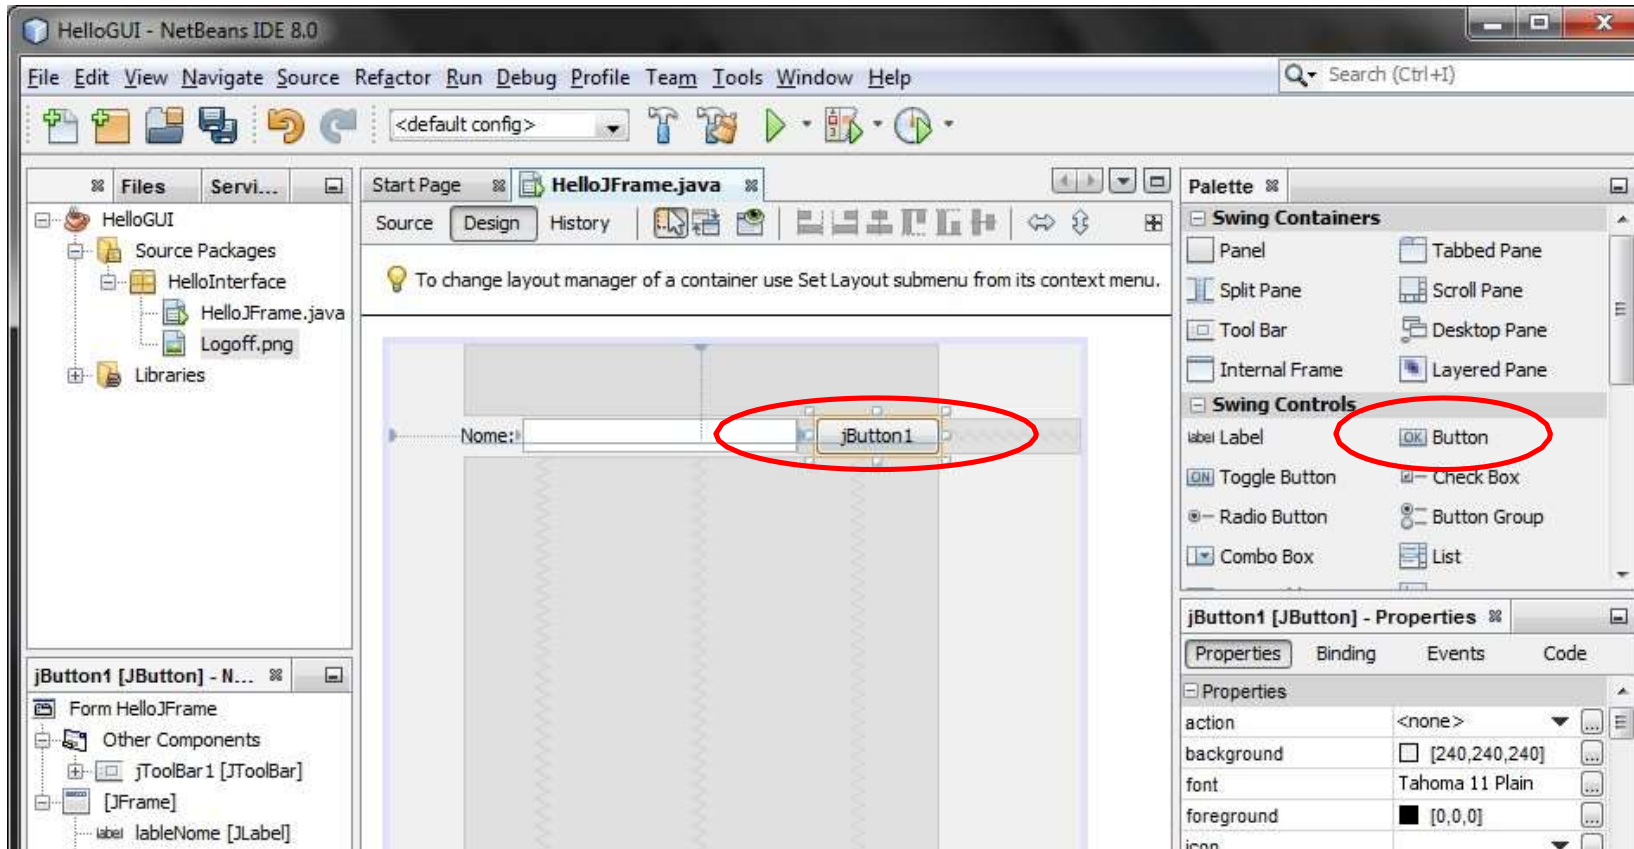 HelloGUI - NetBeans IDE 8.0
File Edit View Navigate Source Refactor Run Debug Profile Team Tools Window Help
Search (Ctrl+I)
<default config>
Files Servi...
HelloGUI
Source Packages
HelloInterface
HelloJFrame.java
Logoff.png
Libraries
jButton1 [JButton] - N...
Form HelloJFrame
Other Components
jToolBar1 [JToolBar]
[JFrame]
label lableNome [JLabel]
Start Page HelloJFrame.java
Source Design History
To change layout manager of a container use Set Layout submenu from its context menu.
Nome: jButton1
Palette
Swing Containers
Panel Tabbed Pane
Split Pane Scroll Pane
Tool Bar Desktop Pane
Internal Frame Layered Pane
Swing Controls
label Label OK Button
ON Toggle Button Check Box
Radio Button Button Group
Combo Box List
jButton1 [JButton] - Properties
Properties Binding Events Code
Properties
action <none>
background [240,240,240]
font Tahoma 11 Plain
foreground [0,0,0]
icon